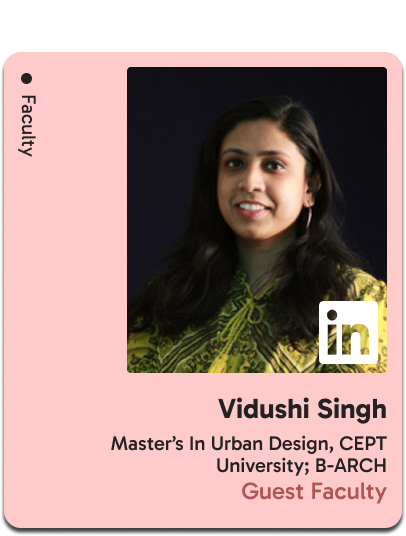 Faculty
in
Vidushi Singh
Master's In Urban Design, CEPT
University; B-ARCH
Guest Faculty